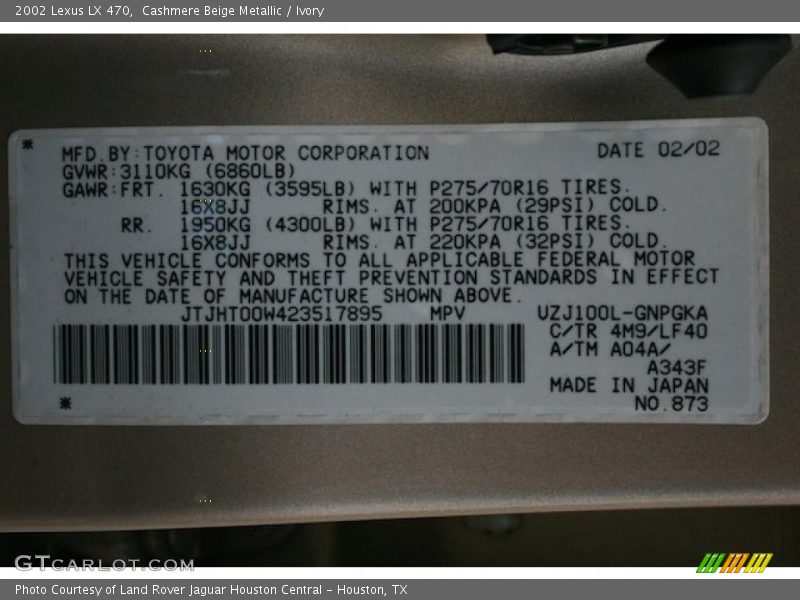 2002 Lexus LX 470,  Cashmere Beige Metallic / Ivory
* MFD.BY:TOYOTA MOTOR CORPORATION DATE 02/02
GVWR:3110KG (6860LB)
GAWR:FRT. 1630KG (3595LB) WITH P275/70R16 TIRES.
16X8JJ RIMS. AT 200KPA (29PSI) COLD.
RR. 1950KG (4300LB) WITH P275/70R16 TIRES.
16X8JJ RIMS. AT 220KPA (32PSI) COLD.
THIS VEHICLE CONFORMS TO ALL APPLICABLE FEDERAL MOTOR
VEHICLE SAFETY AND THEFT PREVENTION STANDARDS IN EFFECT
ON THE DATE OF MANUFACTURE SHOWN ABOVE.
JTJHT00W423517895 MPV UZJ100L-GNPGKA
C/TR 4M9/LF40
A/TM A04A/
A343F
MADE IN JAPAN
* NO.873
GTCARLOT.COM
Photo Courtesy of Land Rover Jaguar Houston Central - Houston, TX